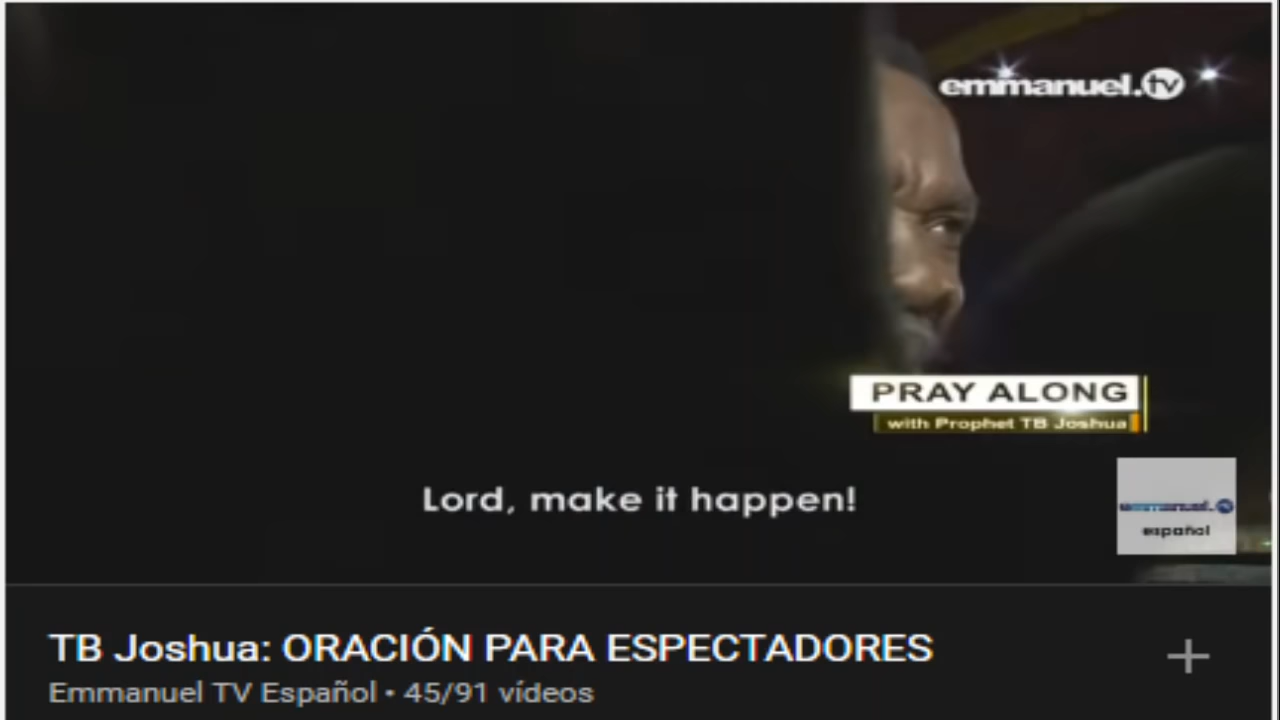 emmanuel.tv
PRAY ALONG
with Prophet TB Joshua
Lord, make it happen!
emmanuel.tv
español
TB Joshua: ORACIÓN PARA ESPECTADORES
Emmanuel TV Español • 45/91 vídeos